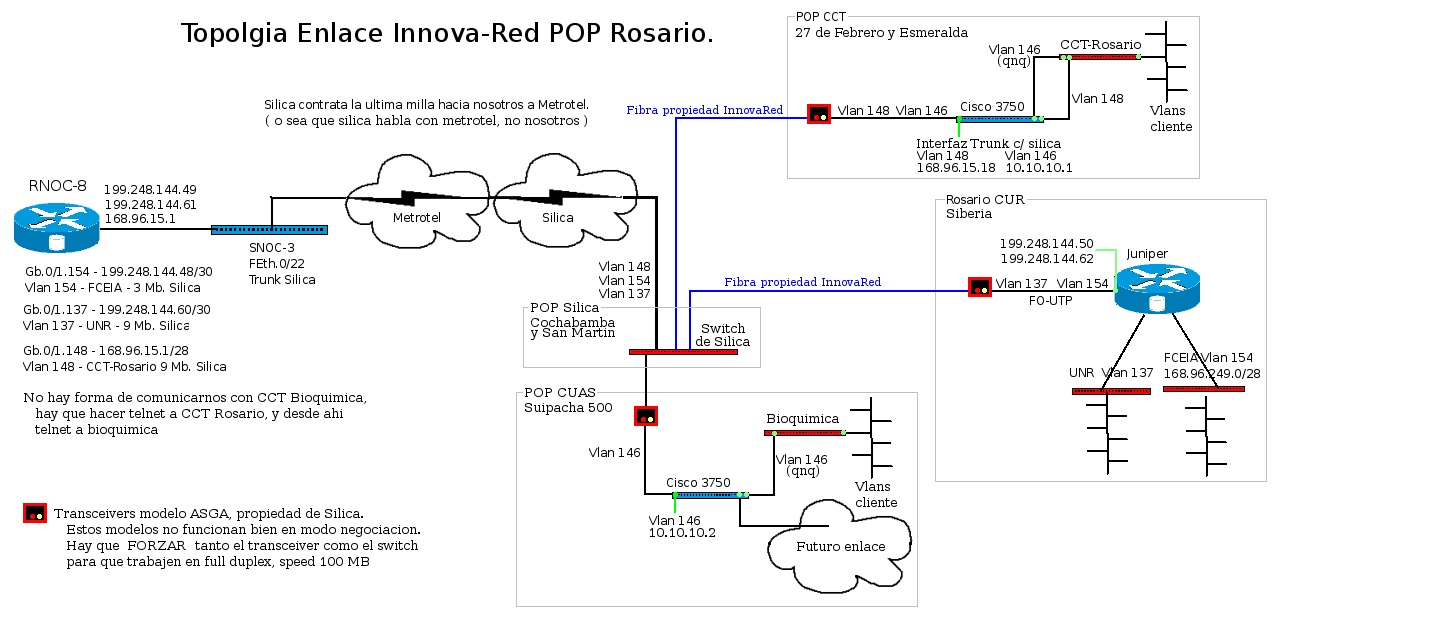 Topolgia Enlace Innova-Red POP Rosario.
Silica contrata la ultima milla hacia nosotros a Metrotel.
( o sea que silica habla con metrotel, no nosotros )
RNOC-8
199.248.144.49
199.248.144.61
168.96.15.1
SNOC-3
FEth.0/22
Trunk Silica
Metrotel
Silica
Gb.0/1.154 - 199.248.144.48/30
Vlan 154 - FCEIA - 3 Mb. Silica
Gb.0/1.137 - 199.248.144.60/30
Vlan 137 - UNR - 9 Mb. Silica
Gb.0/1.148 - 168.96.15.1/28
Vlan 148 - CCT-Rosario 9 Mb. Silica
No hay forma de comunicarnos con CCT Bioquimica,
hay que hacer telnet a CCT Rosario, y desde ahi
telnet a bioquimica
Transceivers modelo ASGA, propiedad de Silica.
Estos modelos no funcionan bien en modo negociacion.
Hay que FORZAR tanto el transceiver como el switch
para que trabajen en full duplex, speed 100 MB
Vlan 148
Vlan 154
Vlan 137
POP Silica
Cochabamba
y San Martin
Switch
de Silica
Fibra propiedad InnovaRed
Fibra propiedad InnovaRed
POP CCT
27 de Febrero y Esmeralda
Vlan 148 Vlan 146
Cisco 3750
Vlan 146
(qnq)
CCT-Rosario
Vlan 148
Vlans
cliente
Interfaz Trunk c/ silica
Vlan 148 Vlan 146
168.96.15.18 10.10.10.1
Rosario CUR
Siberia
199.248.144.50
199.248.144.62
Juniper
Vlan 137 Vlan 154
FO-UTP
UNR Vlan 137
FCEIA Vlan 154
168.96.249.0/28
POP CUAS
Suipacha 500
Vlan 146
Cisco 3750
Vlan 146
10.10.10.2
Bioquimica
Vlan 146
(qnq)
Vlans
cliente
Futuro enlace